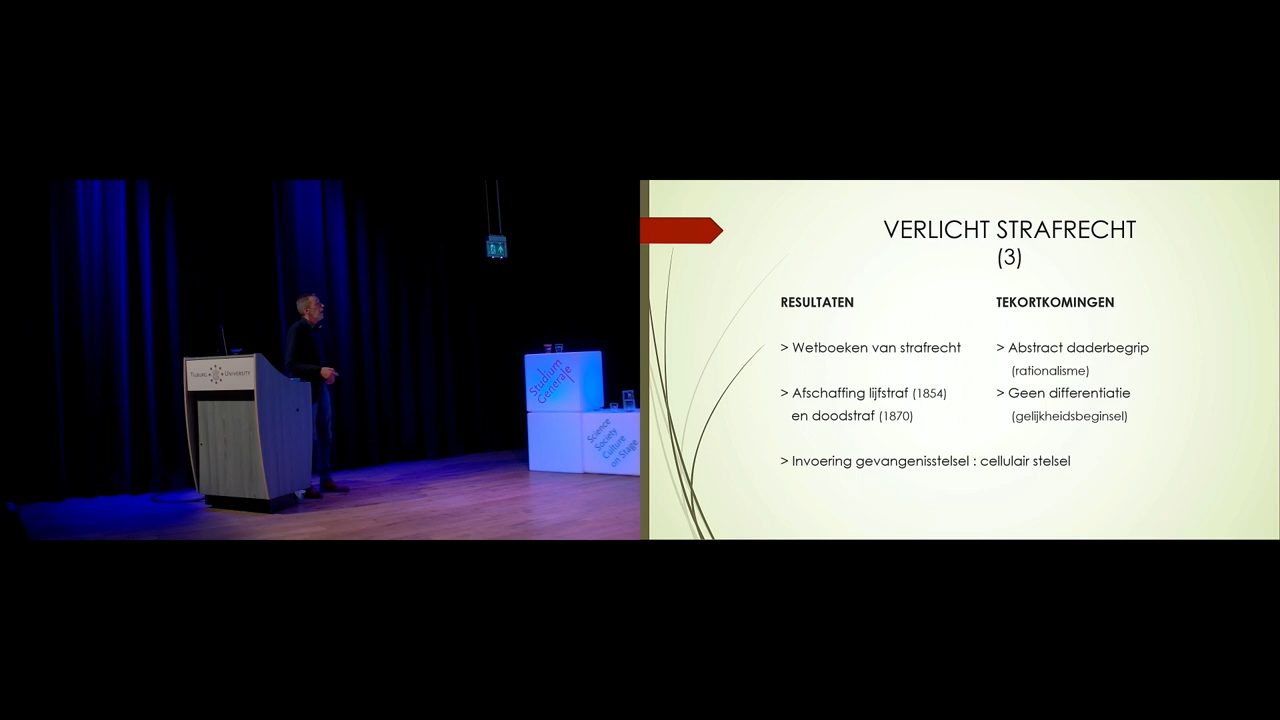 TILBURG UNIVERSITY
Studium
Generale
Science
Society
Culture
on Stage
VERLICHT STRAFRECHT
(3)
RESULTATEN
TEKORTKOMINGEN
> Wetboeken van strafrecht
> Abstract daderbegrip
(rationalisme)
> Afschaffing lijfstraf (1854)
> Geen differentiatie
en doodstraf (1870)
(gelijkheidsbeginsel)
> Invoering gevangenisstelsel : cellulair stelsel